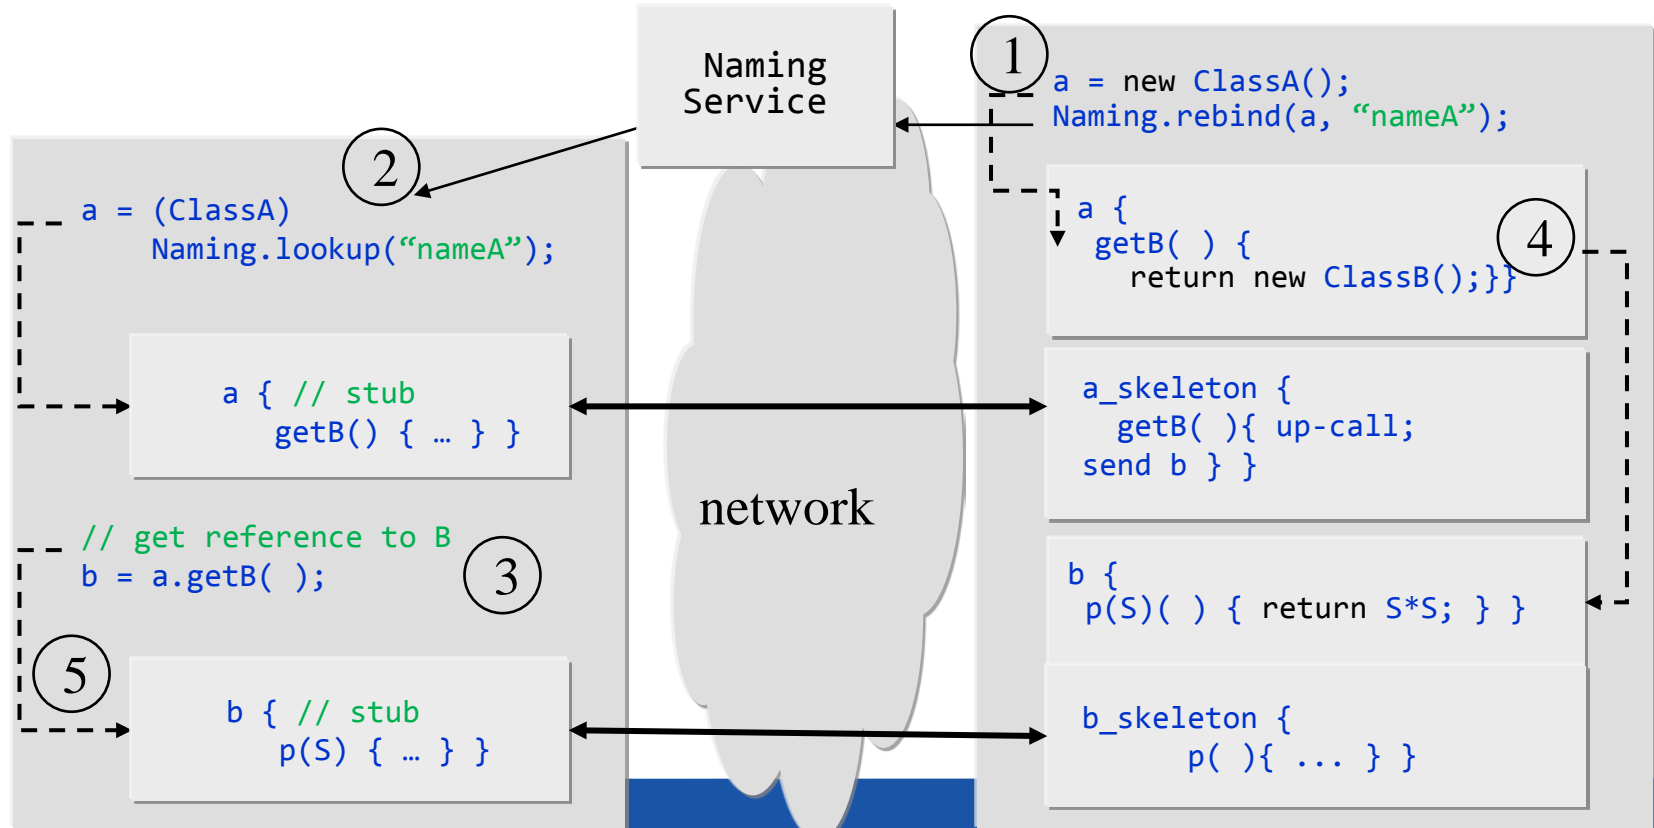 Naming
Service
1
a = new ClassA();
Naming.rebind(a, “nameA”);
2
a = (ClassA)
Naming.lookup(“nameA”);
a {
getB( ) {
return new ClassB();}}
4
a { // stub
getB() { … } }
a_skeleton {
getB( ){ up-call;
send b } }
network
// get reference to B
b = a.getB( );
3
b {
p(S)( ) { return S*S; } }
5
b { // stub
p(S) { … } }
b_skeleton {
p( ){ ... } }